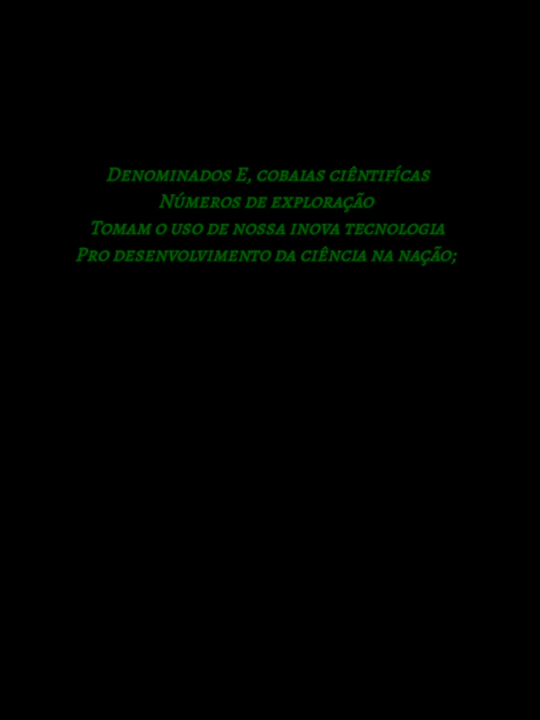 Denominados E, cobaias ciêntifícas
Números de exploração
Tomam o uso de nossa inova tecnologia
Pro desenvolvimento da ciência na nação;